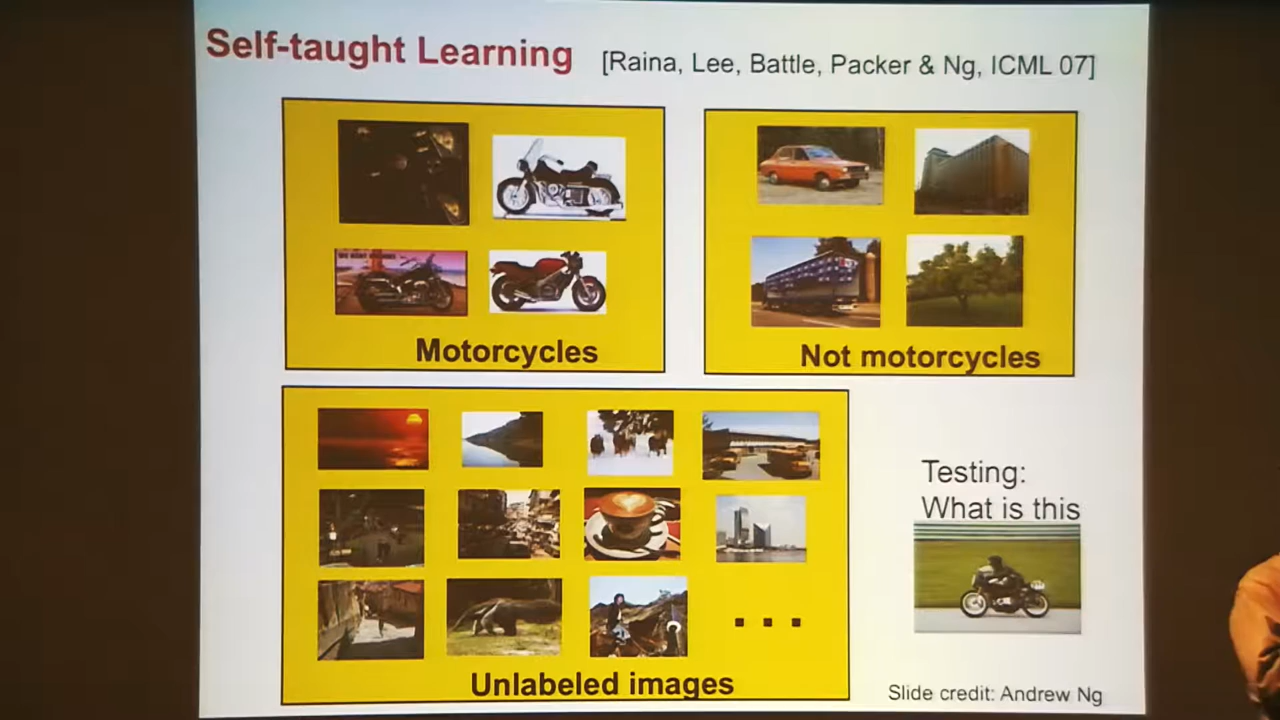 Self-taught Learning [Raina, Lee, Battle, Packer & Ng, ICML 07]
Motorcycles
Not motorcycles
Unlabeled images
Testing:
What is this
Slide credit: Andrew Ng